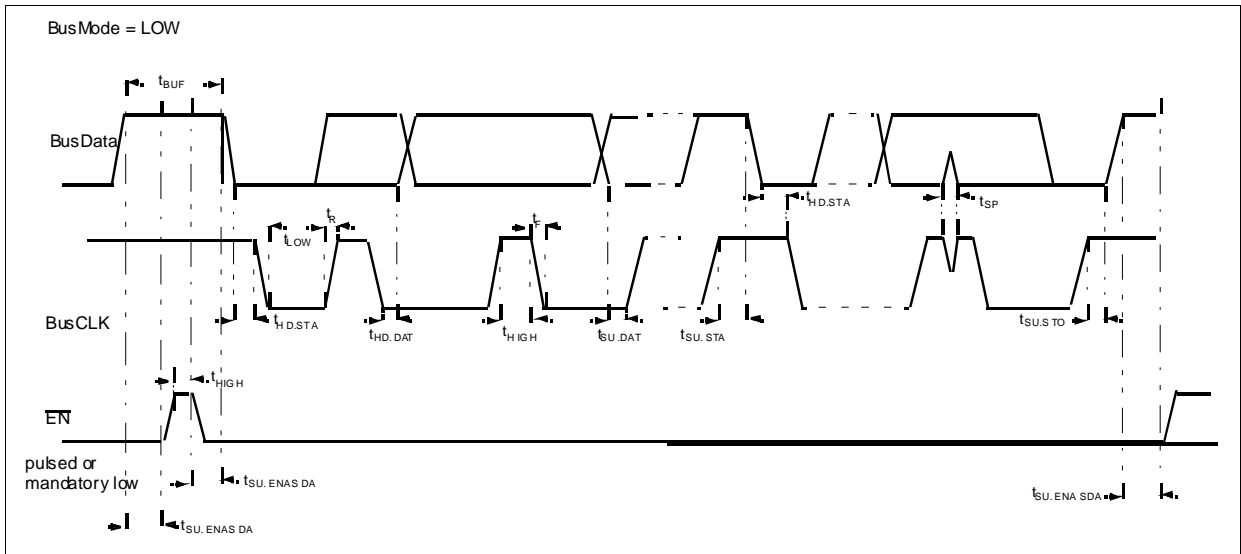 BusMode = LOW
tBUF
BusData
tHD.STA
tSP
tR
tF
tLOW
BusCLK
tHD.STA
tHD.DAT
tHIGH
tSU.DAT
tSU.STA
tSU.STO
tHIGH
EN
pulsed or
mandatory low
tSU.ENASDA
tSU.ENASDA
tSU.ENASDA